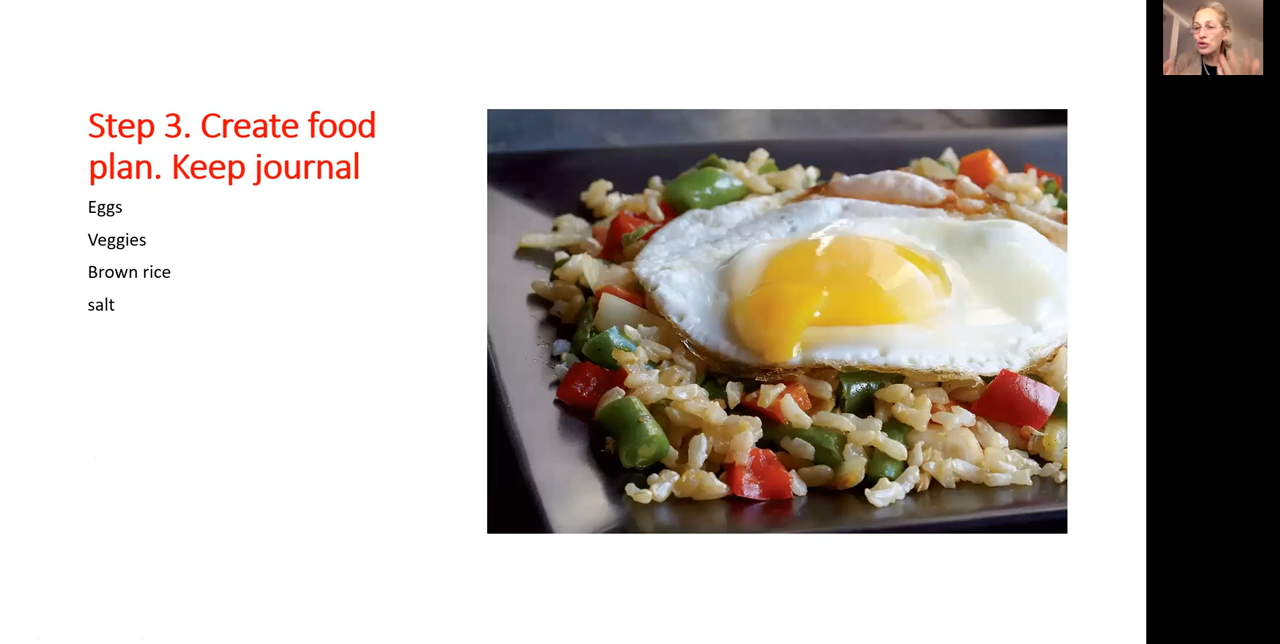 Step 3. Create food
plan. Keep journal
Eggs
Veggies
Brown rice
salt